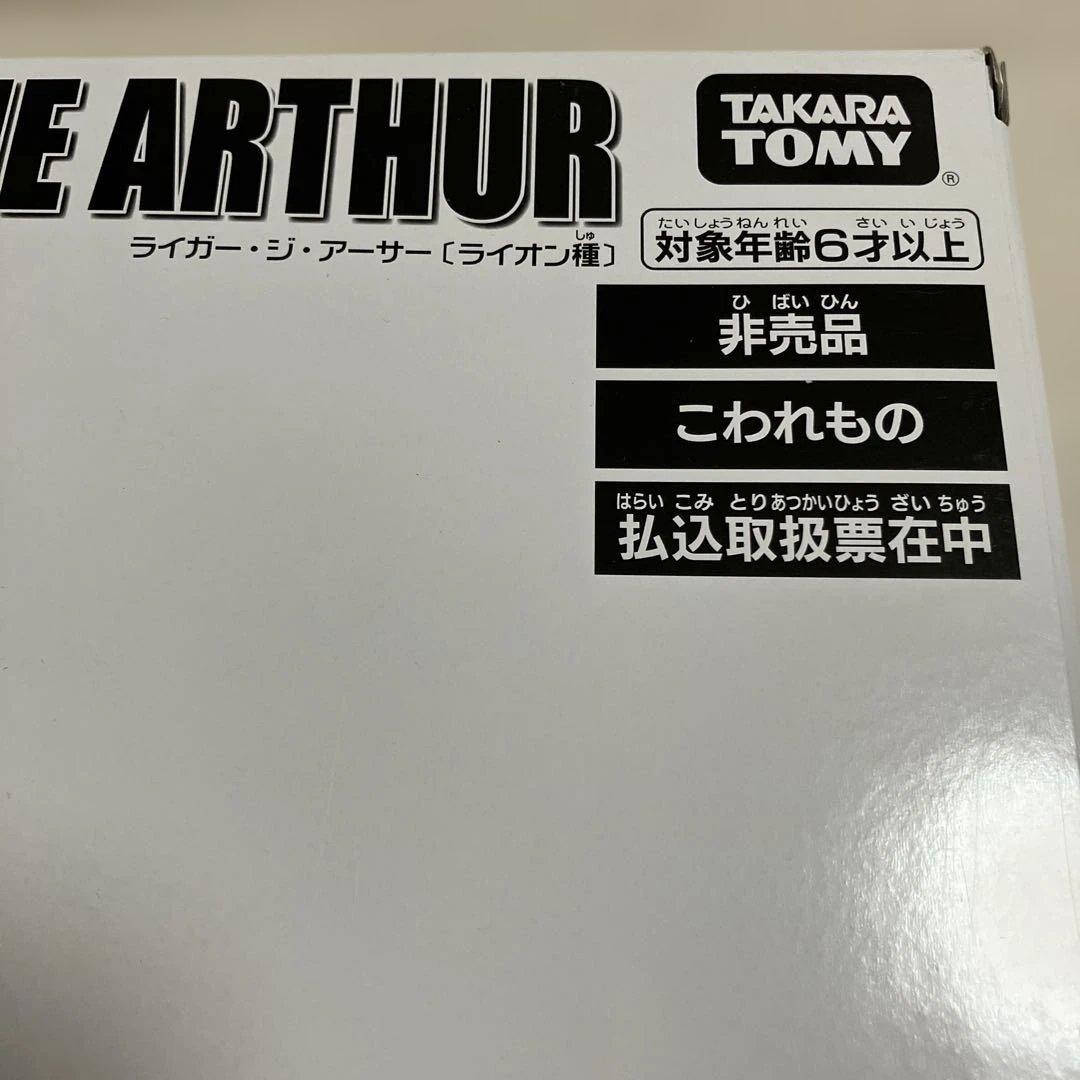 VE ARTHUR
しゅ
ライガー・ジ・アーサー〔ライオン種〕
TAKARA
TOMY
®
たいしょうねんれい さいいじょう
対象年齢6才以上
ひばいひん
非売品
こわれもの
はらいこみとりあつかいひょうざいちゅう
払込取扱票在中